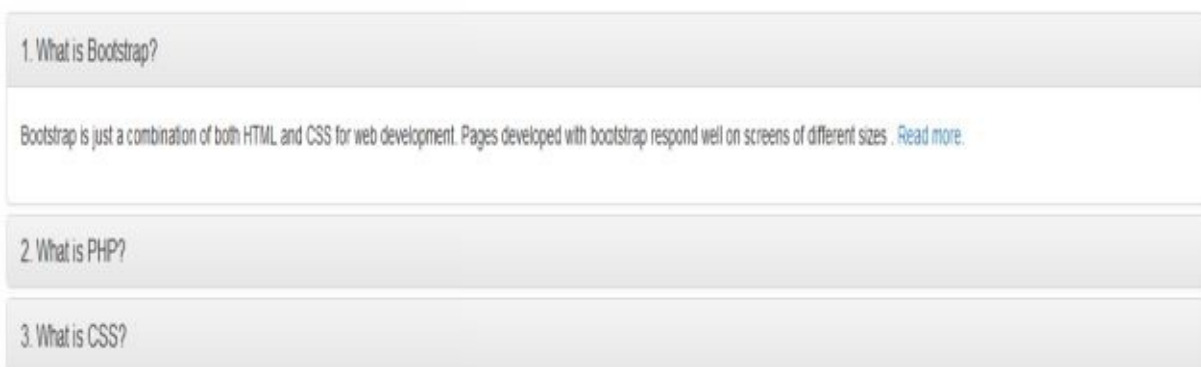 1. What is Bootstrap?
Bootstrap is just a combination of both HTML and CSS for web development. Pages developed with bootstrap respond well on screens of different sizes . Read more.
2. What is PHP?
3. What is CSS?